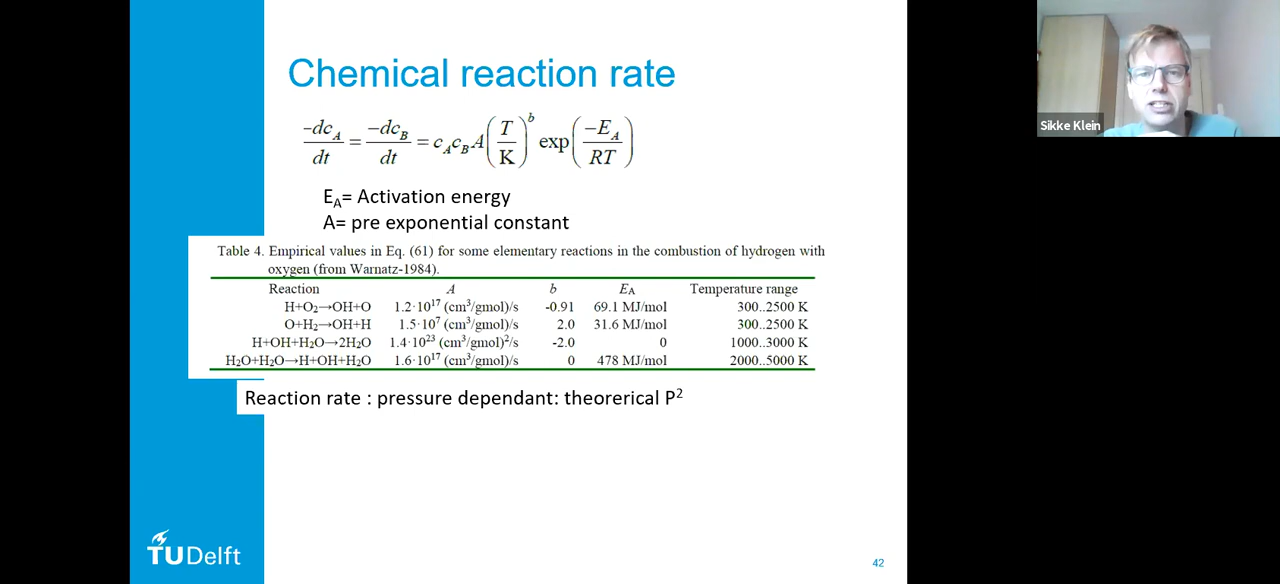 Chemical reaction rate
-dc_A/dt = -dc_B/dt = c_A c_B A (T/K)^b exp(-E_A/RT)
E_A= Activation energy
A= pre exponential constant
Table 4. Empirical values in Eq. (61) for some elementary reactions in the combustion of hydrogen with
oxygen (from Warnatz-1984).
Reaction A b E_A Temperature range
H+O₂→OH+O 1.2·10¹⁷ (cm³/gmol)/s -0.91 69.1 MJ/mol 300..2500 K
O+H₂→OH+H 1.5·10⁷ (cm³/gmol)/s 2.0 31.6 MJ/mol 300..2500 K
H+OH+H₂O→2H₂O 1.4·10²³ (cm³/gmol)²/s -2.0 0 1000..3000 K
H₂O+H₂O→H+OH+H₂O 1.6·10¹⁷ (cm³/gmol)/s 0 478 MJ/mol 2000..5000 K
Reaction rate : pressure dependant: theorerical P²
TUDelft
42
Sikke Klein